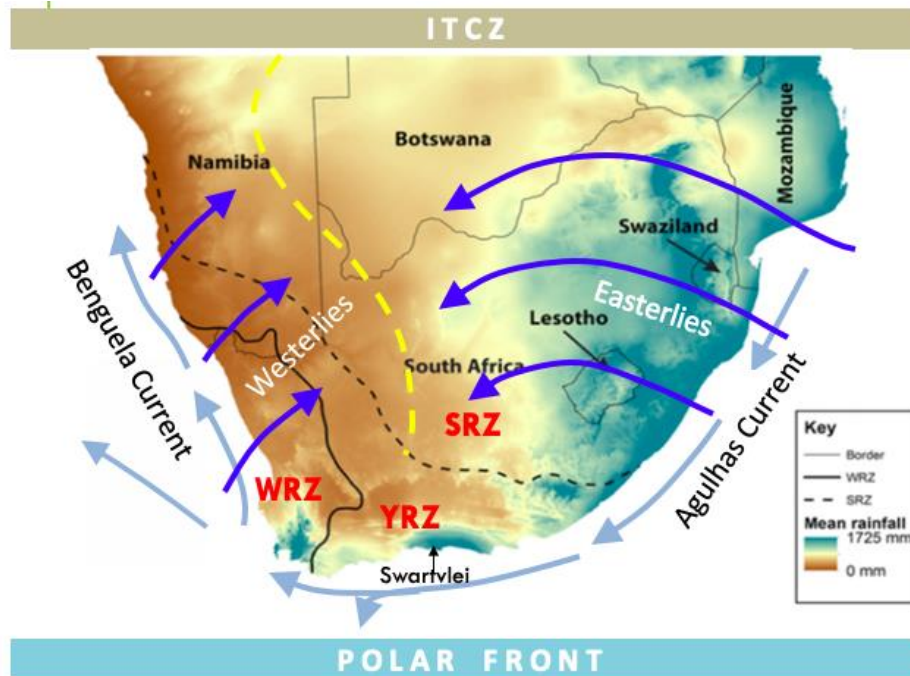 ITCZ
Namibia
Botswana
Mozambique
Swaziland
Benguela Current
Westerlies
Easterlies
Lesotho
South Africa
SRZ
Agulhas Current
WRZ
YRZ
Swartvlei
Key
Border
WRZ
SRZ
Mean rainfall
1725 mm
0 mm
POLAR FRONT